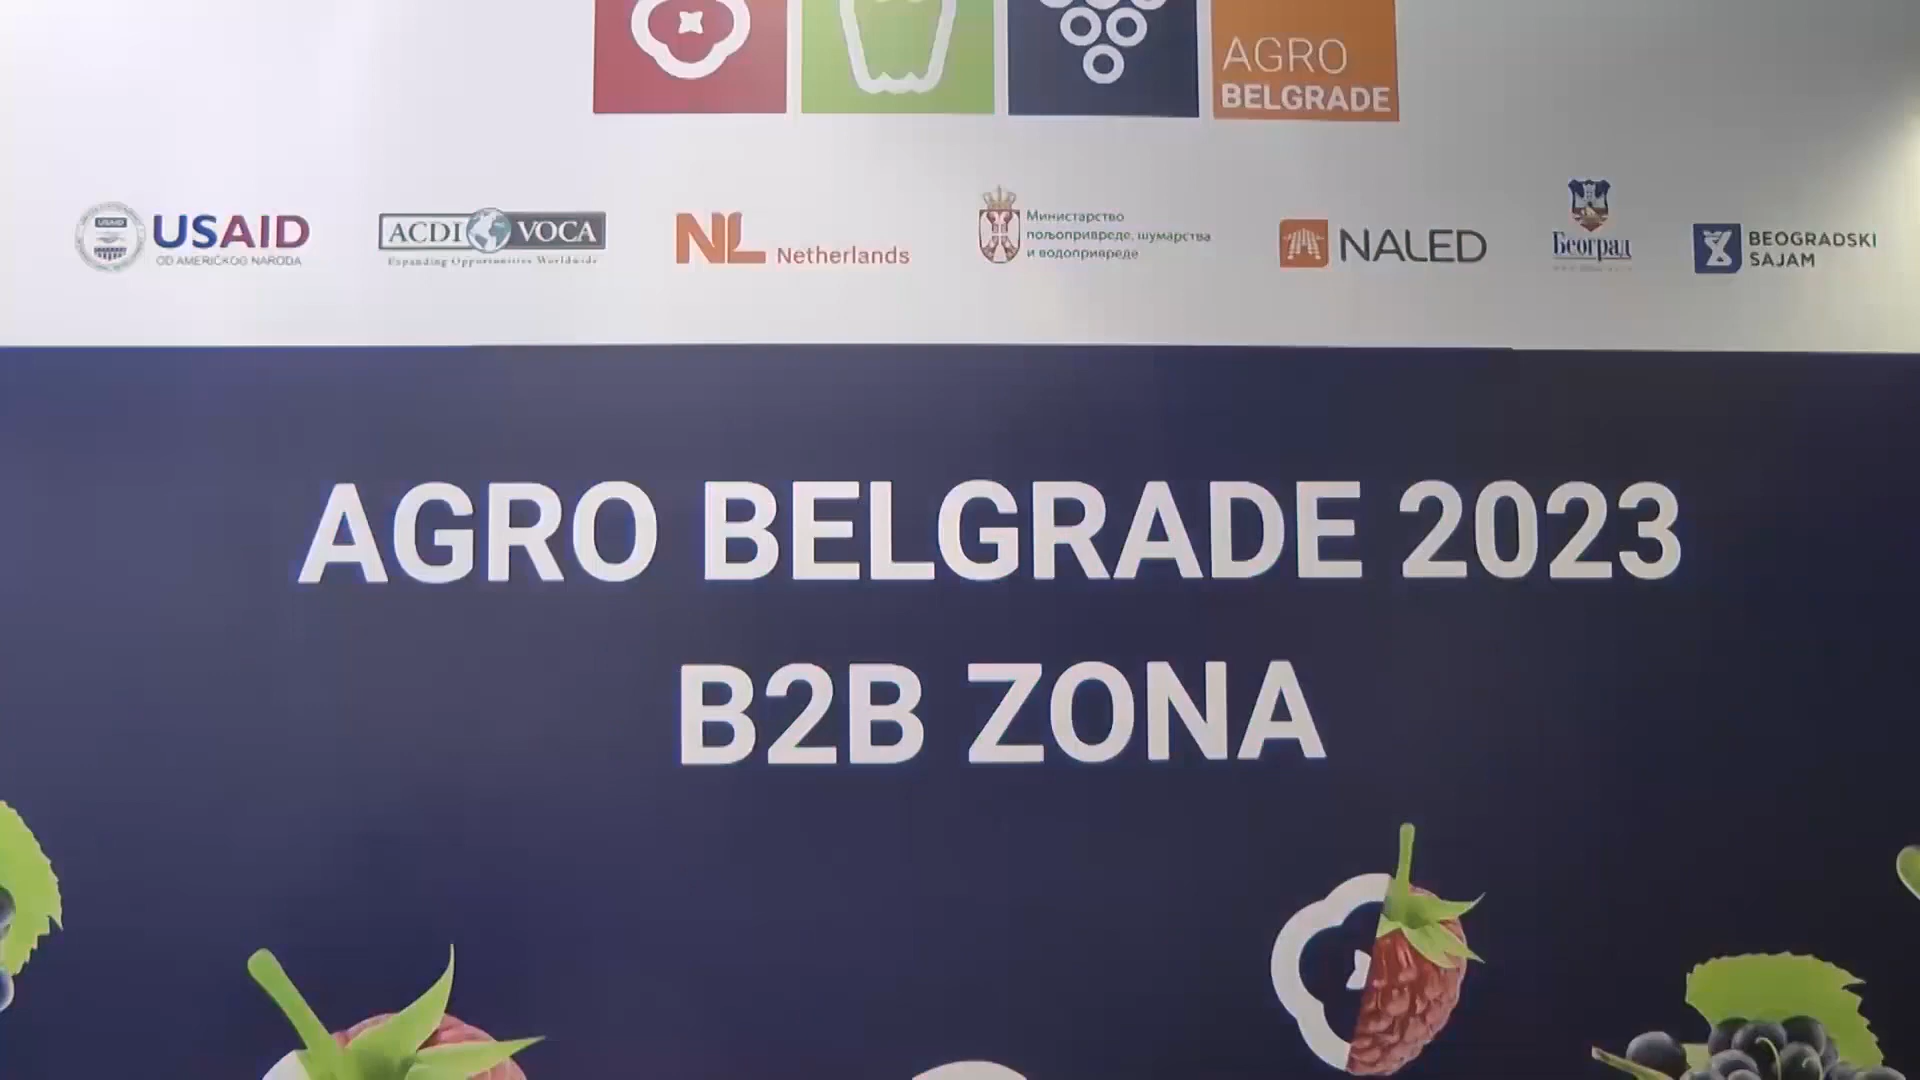 AGRO
BELGRADE
USAID
USAID
OD AMERIČKOG NARODA
ACDI VOCA
Expanding Opportunities Worldwide
NL Netherlands
Министарство
пољопривреде, шумарства
и водопривреде
NALED
Београд
BEOGRADSKI
SAJAM
AGRO BELGRADE 2023
B2B ZONA